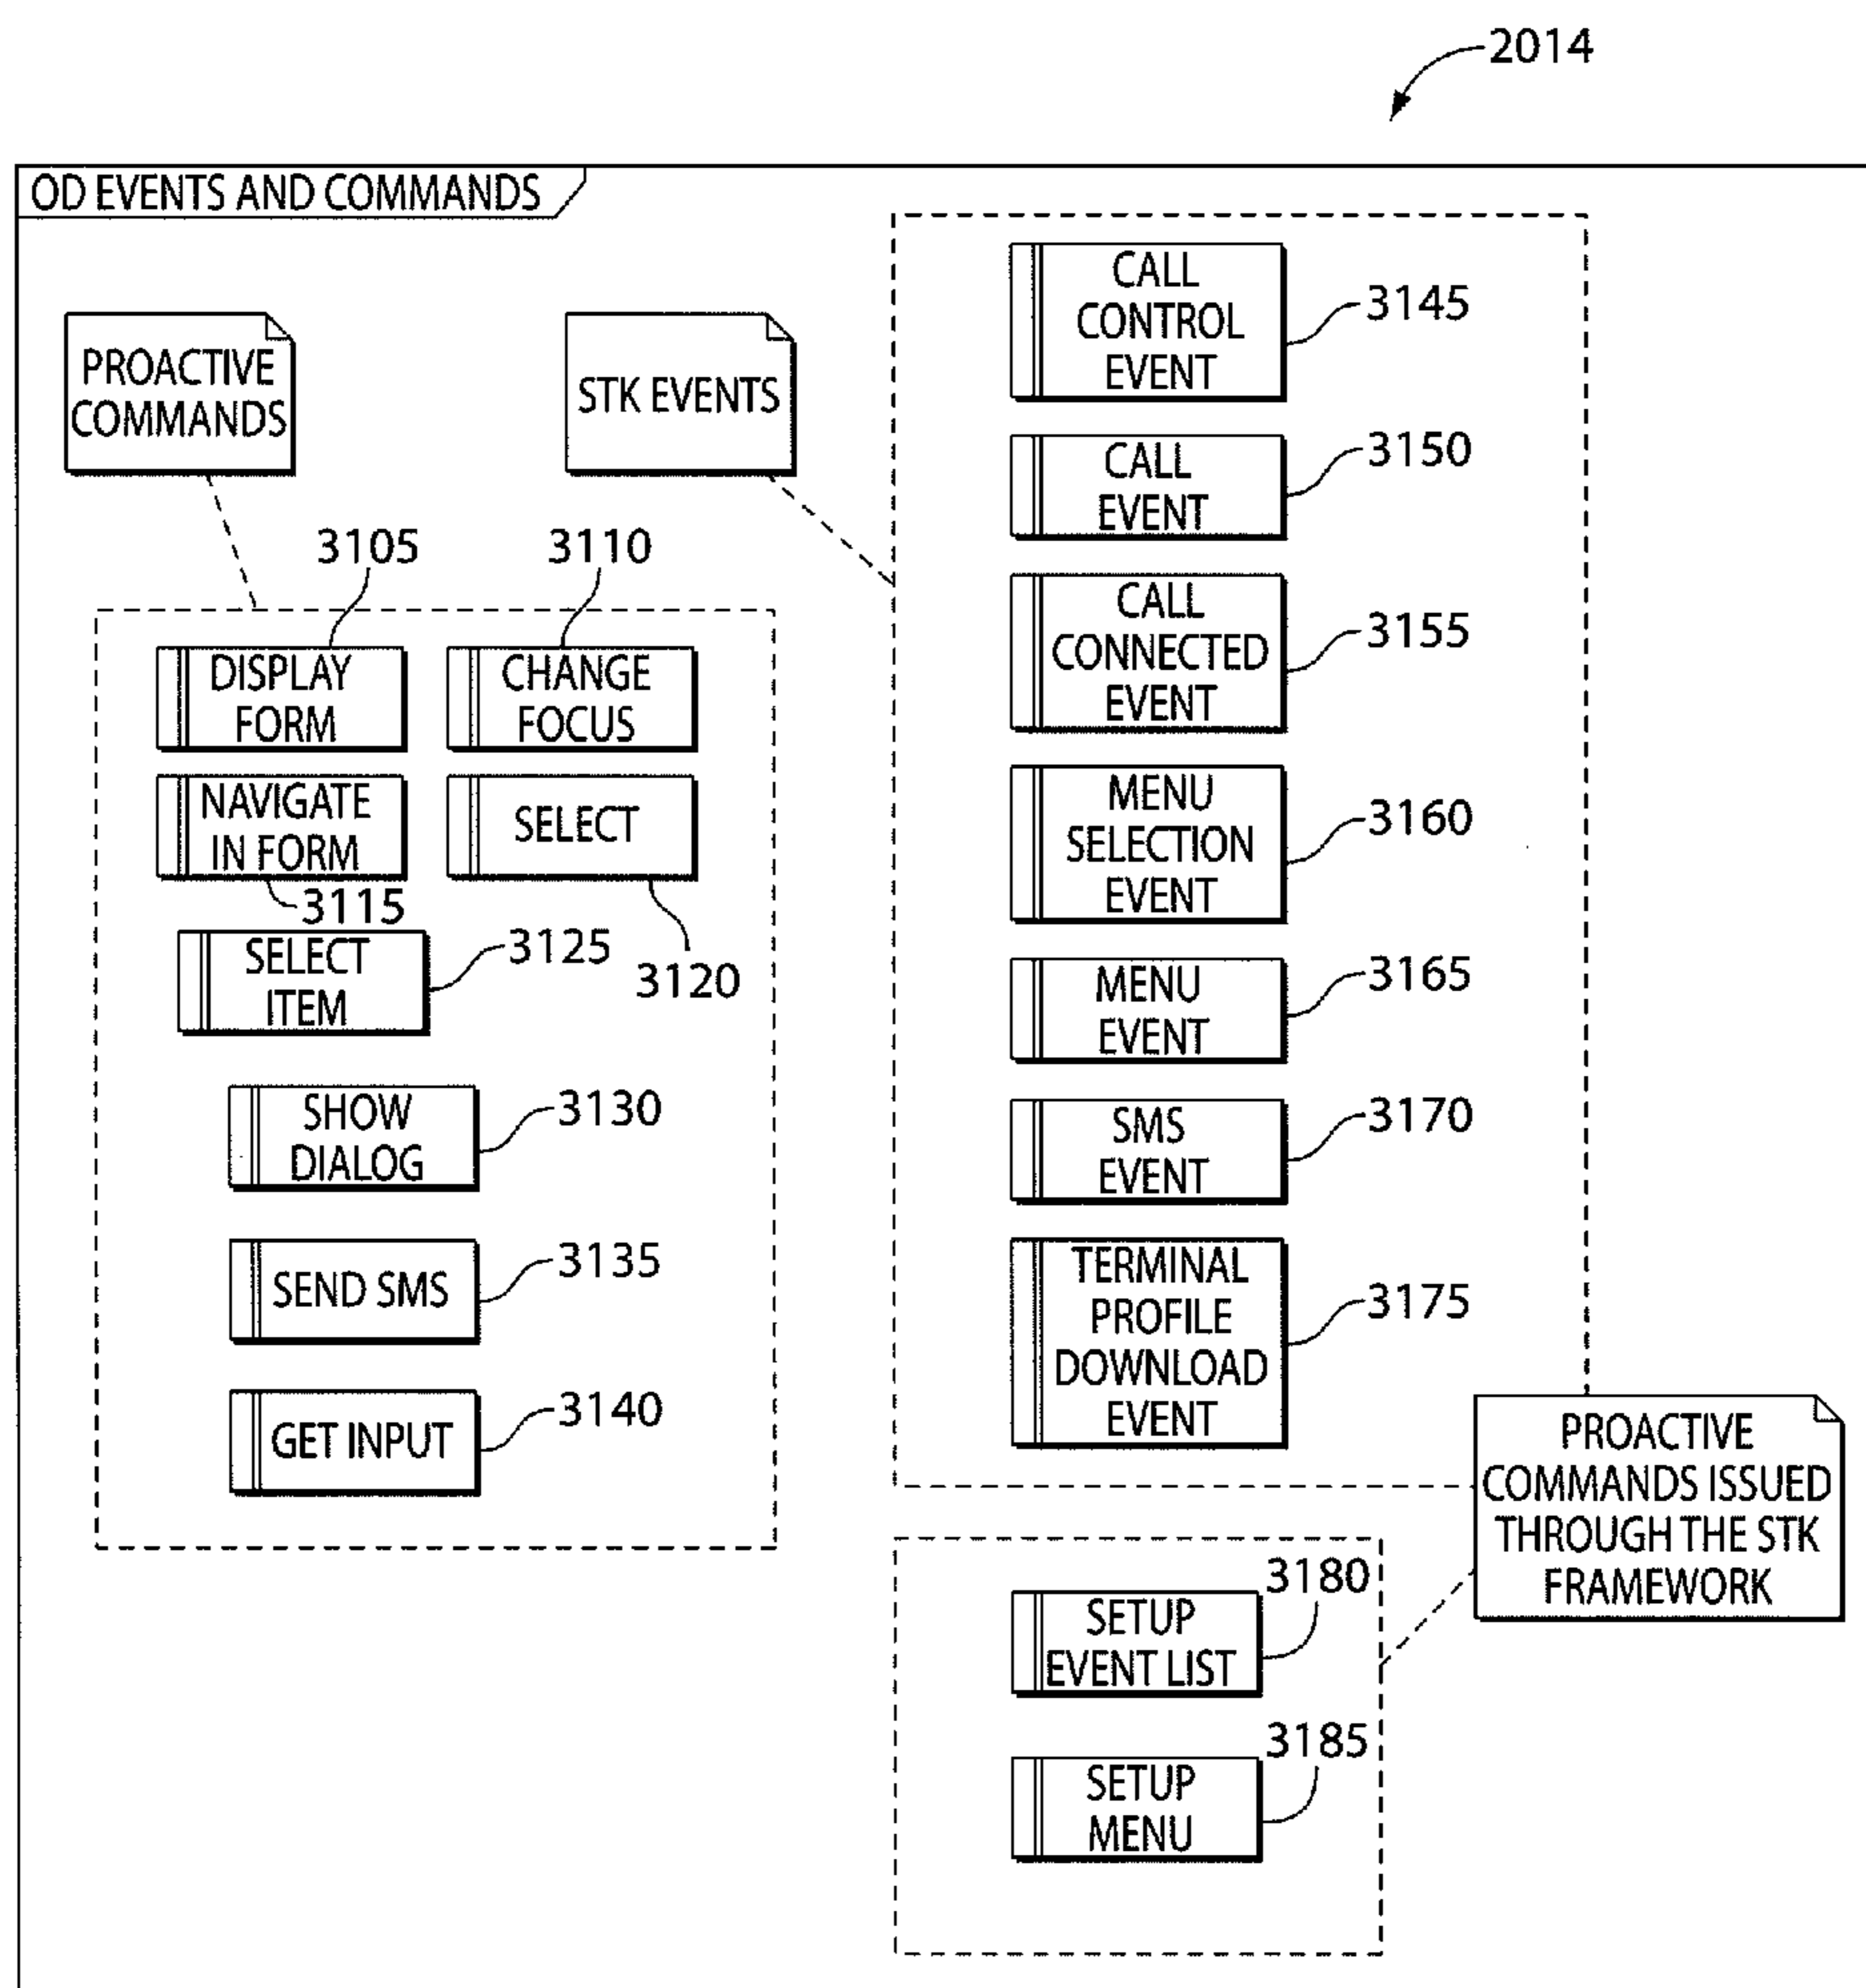 2014
OD EVENTS AND COMMANDS
PROACTIVE
COMMANDS
STK EVENTS
3105
3110
DISPLAY
FORM
CHANGE
FOCUS
NAVIGATE
IN FORM
SELECT
3115
3120
SELECT
ITEM
3125
SHOW
DIALOG
3130
SEND SMS
3135
GET INPUT
3140
CALL
CONTROL
EVENT
3145
CALL
EVENT
3150
CALL
CONNECTED
EVENT
3155
MENU
SELECTION
EVENT
3160
MENU
EVENT
3165
SMS
EVENT
3170
TERMINAL
PROFILE
DOWNLOAD
EVENT
3175
PROACTIVE
COMMANDS ISSUED
THROUGH THE STK
FRAMEWORK
3180
SETUP
EVENT LIST
3185
SETUP
MENU